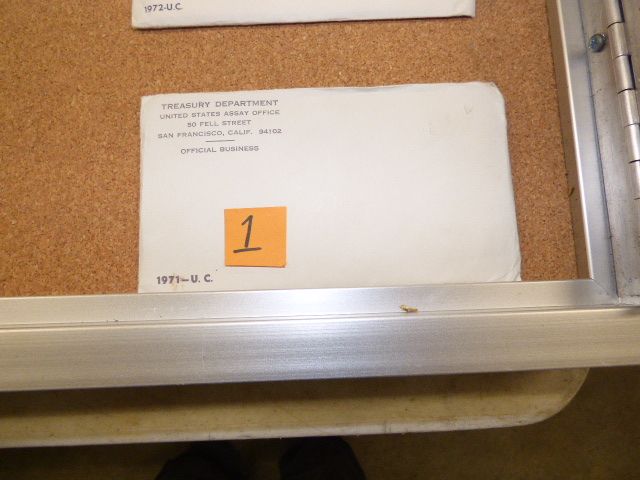 1972-U.C.
TREASURY DEPARTMENT
UNITED STATES ASSAY OFFICE
50 FELL STREET
SAN FRANCISCO, CALIF. 94102
OFFICIAL BUSINESS
1
1971-U. C.